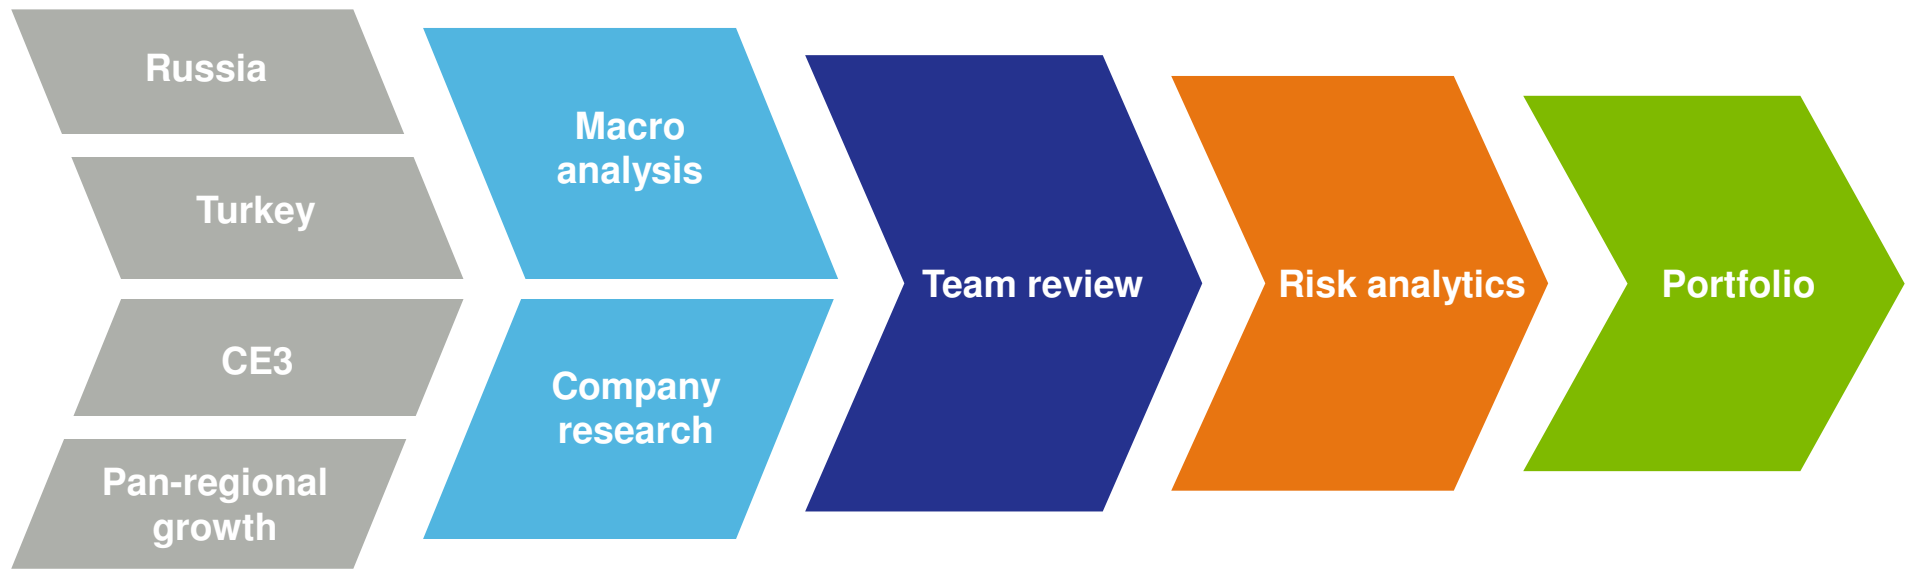 Russia
Turkey
CE3
Pan-regional
growth
Macro
analysis
Company
research
Team review
Risk analytics
Portfolio